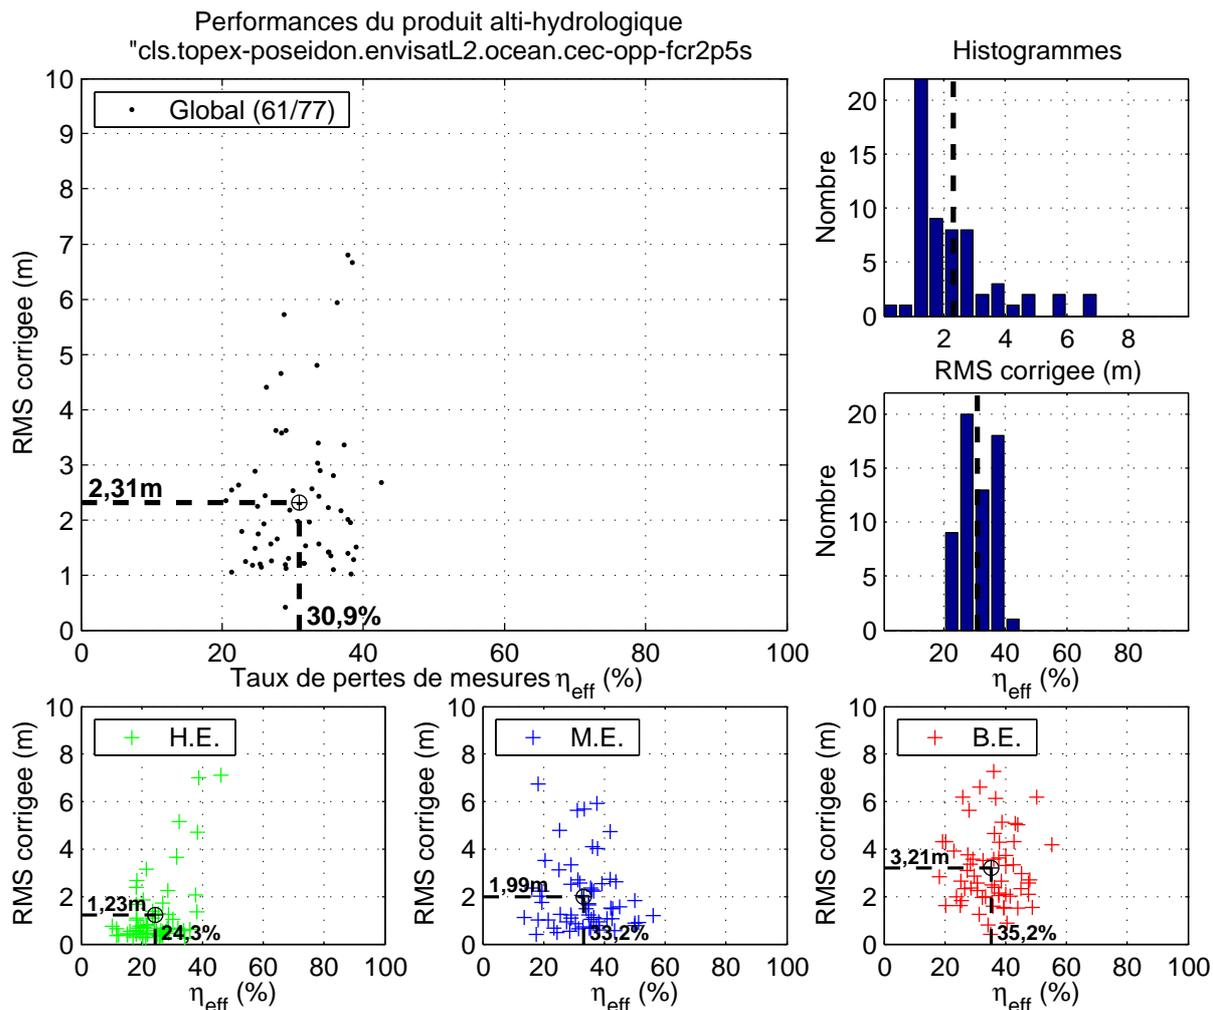 Performances du produit alti-hydrologique
"cls.topex-poseidon.envisatL2.ocean.cec-opp-fcr2p5s
Global (61/77)
RMS corrigee (m)
10
9
8
7
6
5
4
3
2
1
0
2,31m
30,9%
0 20 40 60 80 100
Taux de pertes de mesures η_eff (%)
Histogrammes
Nombre
20
15
10
5
0
2 4 6 8
RMS corrigee (m)
Nombre
20
15
10
5
0
20 40 60 80
η_eff (%)
H.E.
RMS corrigee (m)
10
8
6
4
2
0
1,23m
24,3%
0 20 40 60 80 100
η_eff (%)
M.E.
RMS corrigee (m)
10
8
6
4
2
0
1,99m
33,2%
0 20 40 60 80 100
η_eff (%)
B.E.
RMS corrigee (m)
10
8
6
4
2
0
3,21m
35,2%
0 20 40 60 80 100
η_eff (%)